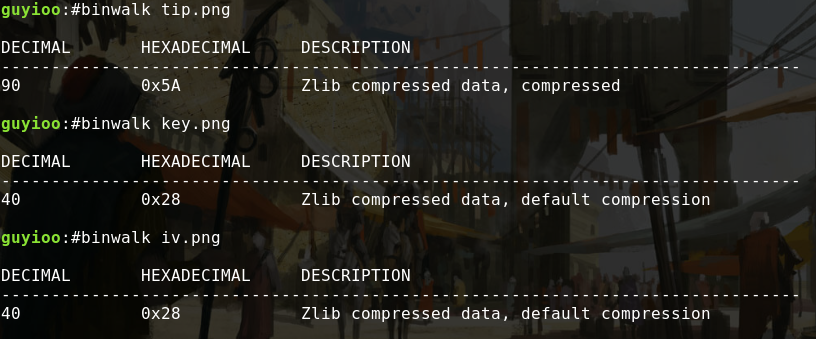 guyioo:#binwalk tip.png
DECIMAL       HEXADECIMAL     DESCRIPTION
--------------------------------------------------------------------------------
90            0x5A            Zlib compressed data, compressed
guyioo:#binwalk key.png
DECIMAL       HEXADECIMAL     DESCRIPTION
--------------------------------------------------------------------------------
40            0x28            Zlib compressed data, default compression
guyioo:#binwalk iv.png
DECIMAL       HEXADECIMAL     DESCRIPTION
--------------------------------------------------------------------------------
40            0x28            Zlib compressed data, default compression